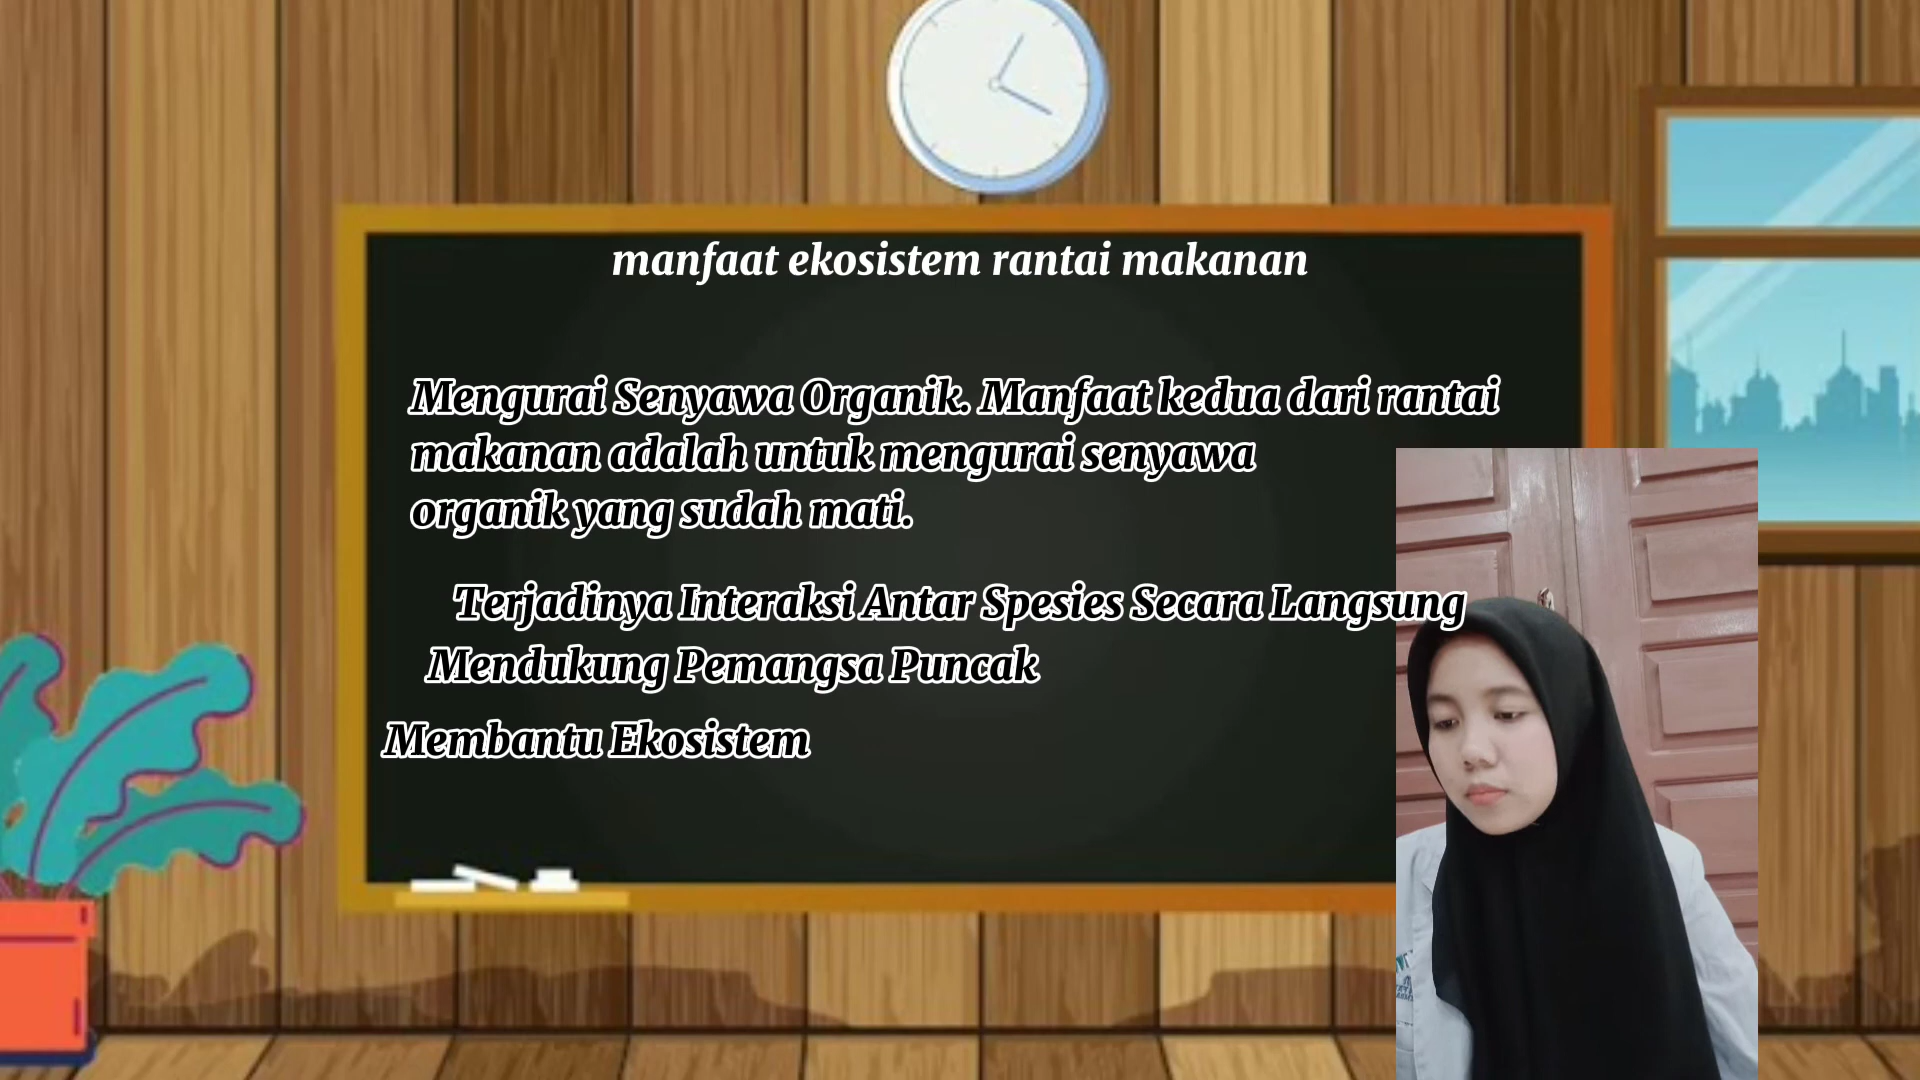 manfaat ekosistem rantai makanan
Mengurai Senyawa Organik. Manfaat kedua dari rantai
makanan adalah untuk mengurai senyawa
organik yang sudah mati.
Terjadinya Interaksi Antar Spesies Secara Langsung
Mendukung Pemangsa Puncak
Membantu Ekosistem